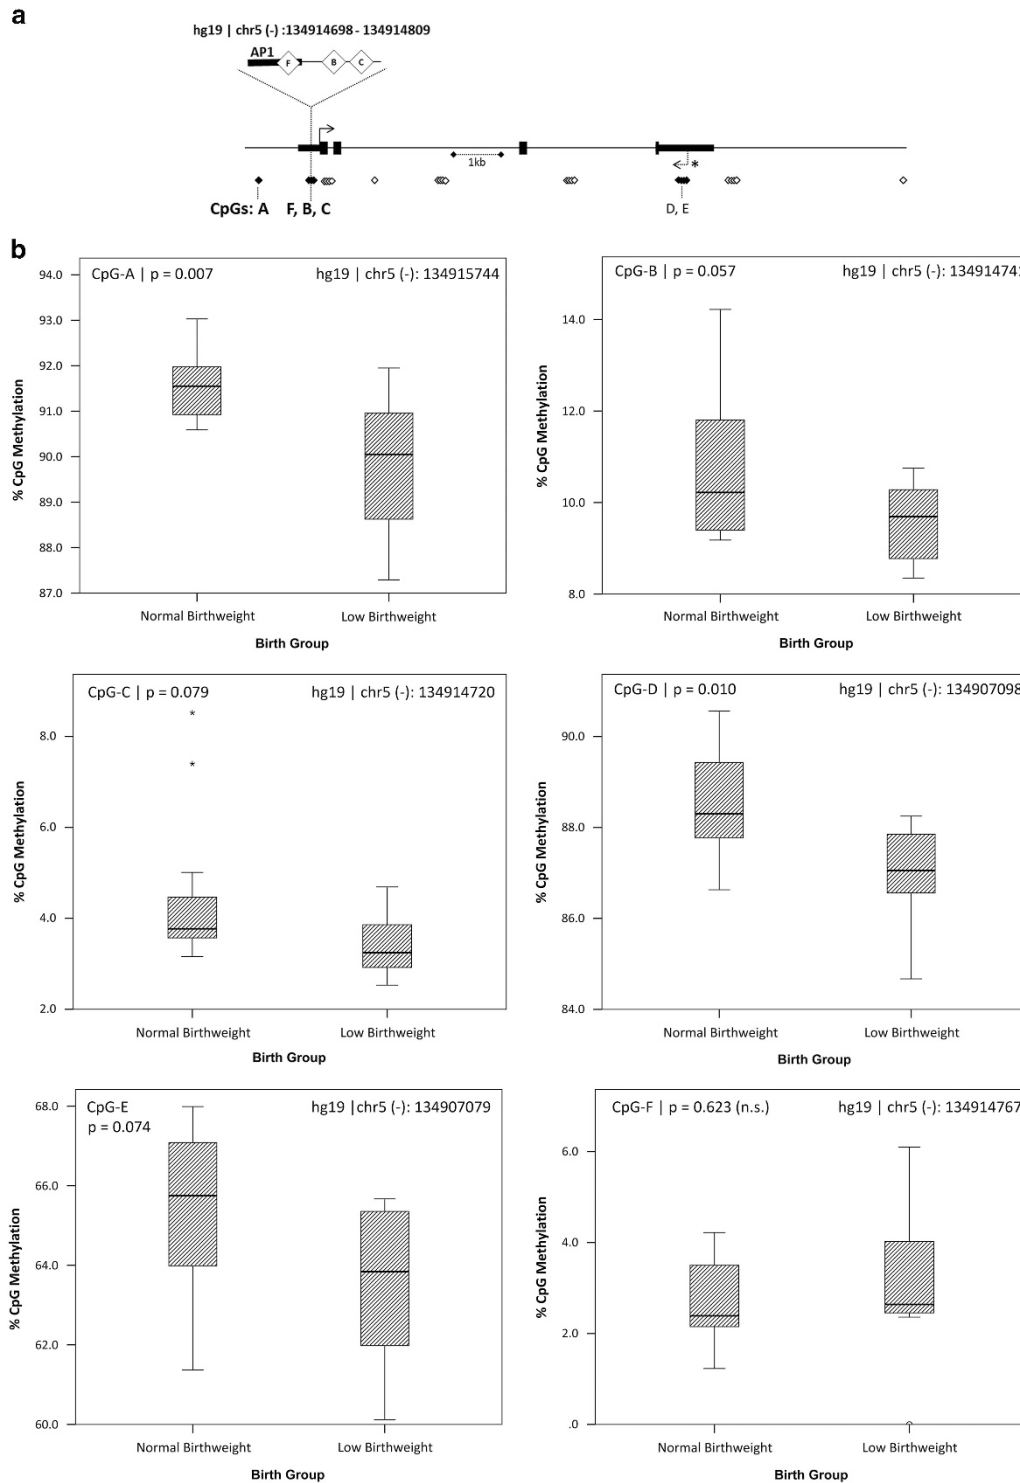 a
hg19 | chr5 (-) :134914698 - 134914809
AP1
F B C
1kb
*
CpGs: A F, B, C D, E
b
CpG-A | p = 0.007 hg19 | chr5 (-): 134915744
94.0
93.0
92.0
91.0
90.0
89.0
88.0
87.0
% CpG Methylation
Normal Birthweight Low Birthweight
Birth Group
CpG-B | p = 0.057 hg19 | chr5 (-): 134914741
14.0
12.0
10.0
8.0
% CpG Methylation
Normal Birthweight Low Birthweight
Birth Group
CpG-C | p = 0.079 hg19 | chr5 (-): 134914720
*
*
8.0
6.0
4.0
2.0
% CpG Methylation
Normal Birthweight Low Birthweight
Birth Group
CpG-D | p = 0.010 hg19 | chr5 (-): 134907098
90.0
88.0
86.0
84.0
% CpG Methylation
Normal Birthweight Low Birthweight
Birth Group
CpG-E hg19 |chr5 (-): 134907079
p = 0.074
68.0
66.0
64.0
62.0
60.0
% CpG Methylation
Normal Birthweight Low Birthweight
Birth Group
CpG-F | p = 0.623 (n.s.) hg19 | chr5 (-): 134914767
6.0
4.0
2.0
.0
% CpG Methylation
Normal Birthweight Low Birthweight
Birth Group